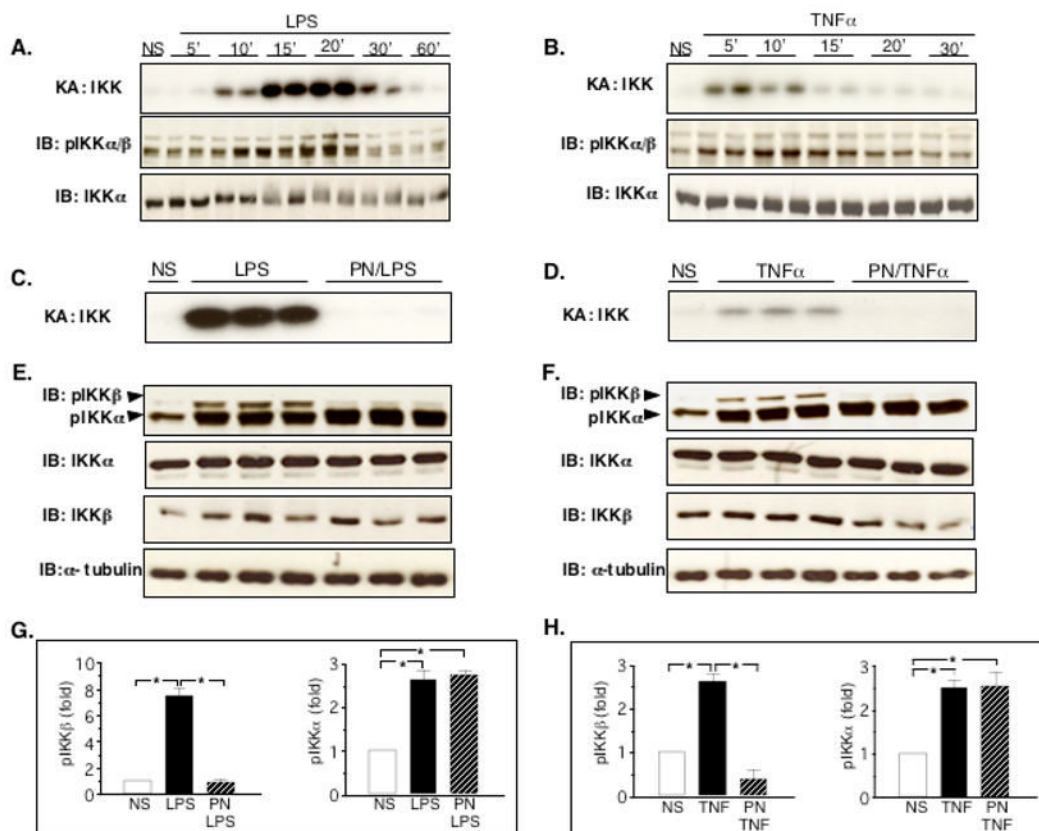 A.
LPS
NS 5' 10' 15' 20' 30' 60'
KA: IKK
IB: pIKKα/β
IB: IKKα
B.
TNFα
NS 5' 10' 15' 20' 30'
KA: IKK
IB: pIKKα/β
IB: IKKα
C.
NS LPS PN/LPS
KA: IKK
D.
NS TNFα PN/TNFα
KA: IKK
E.
IB: pIKKβ
pIKKα
IB: IKKα
IB: IKKβ
IB:α-tubulin
F.
IB: pIKKβ
pIKKα
IB: IKKα
IB: IKKβ
IB: α-tubulin
G.
pIKKβ (fold)
10
8
6
4
2
0
* *
NS LPS PN
LPS
pIKKα (fold)
3
2
1
0
*
*
NS LPS PN
LPS
H.
pIKKβ (fold)
3
2
1
0
* *
NS TNF PN
TNF
pIKKα (fold)
3
2
1
0
*
*
NS TNF PN
TNF